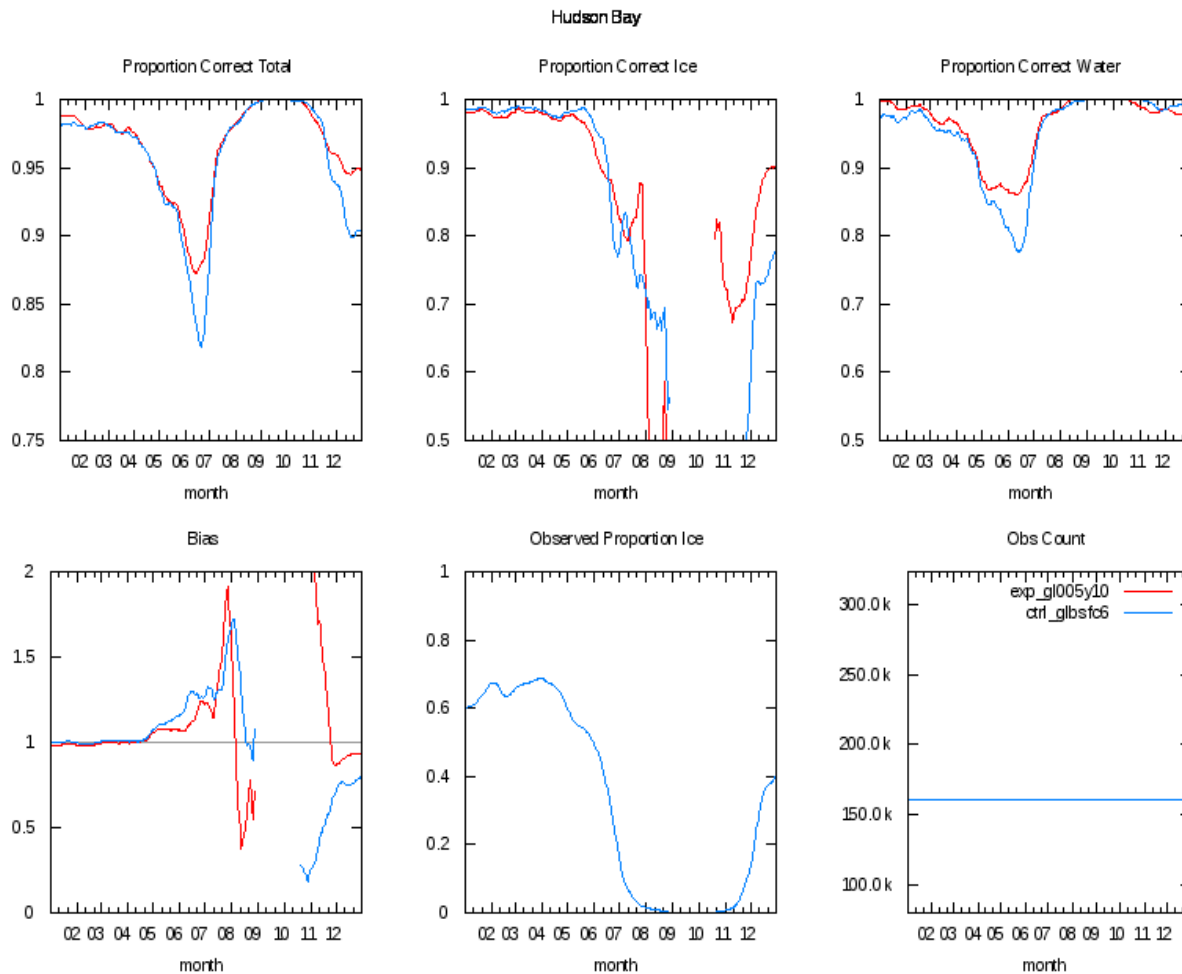 Hudson Bay
Proportion Correct Total
1
0.95
0.9
0.85
0.8
0.75
02 03 04 05 06 07 08 09 10 11 12
month
Proportion Correct Ice
1
0.9
0.8
0.7
0.6
0.5
02 03 04 05 06 07 08 09 10 11 12
month
Proportion Correct Water
1
0.9
0.8
0.7
0.6
0.5
02 03 04 05 06 07 08 09 10 11 12
month
Bias
2
1.5
1
0.5
0
02 03 04 05 06 07 08 09 10 11 12
month
Observed Proportion Ice
1
0.8
0.6
0.4
0.2
0
02 03 04 05 06 07 08 09 10 11 12
month
Obs Count
exp_gl005y10
ctrl_glbsfc6
300.0k
250.0k
200.0k
150.0k
100.0k
02 03 04 05 06 07 08 09 10 11 12
month